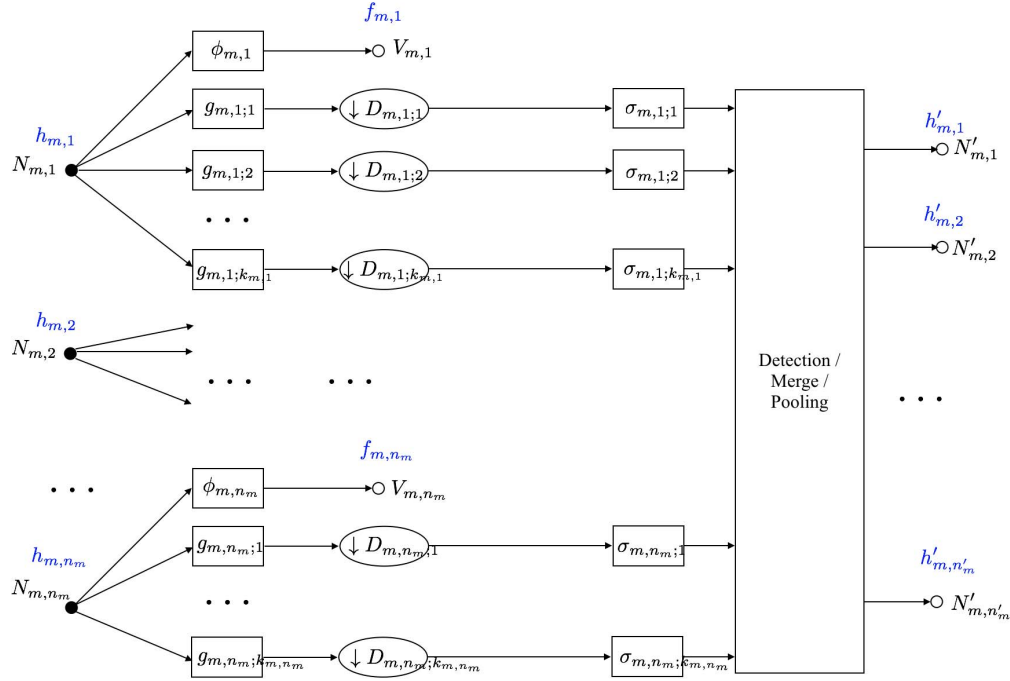 f_{m,1}
ϕ_{m,1} V_{m,1}
g_{m,1;1} ↓ D_{m,1;1} σ_{m,1;1}
h_{m,1}
N_{m,1}
g_{m,1;2} ↓ D_{m,1;2} σ_{m,1;2}
• • •
g_{m,1;k_{m,1}} ↓ D_{m,1;k_{m,1}} σ_{m,1;k_{m,1}}
h_{m,2}
N_{m,2}
• • • • • •
Detection /
Merge /
Pooling
h'_{m,1}
N'_{m,1}
h'_{m,2}
N'_{m,2}
• • •
f_{m,n_m}
• • •
ϕ_{m,n_m} V_{m,n_m}
g_{m,n_m;1} ↓ D_{m,n_m;1} σ_{m,n_m;1}
h_{m,n_m}
N_{m,n_m}
• • •
g_{m,n_m;k_{m,n_m}} ↓ D_{m,n_m;k_{m,n_m}} σ_{m,n_m;k_{m,n_m}}
h'_{m,n'_m}
N'_{m,n'_m}